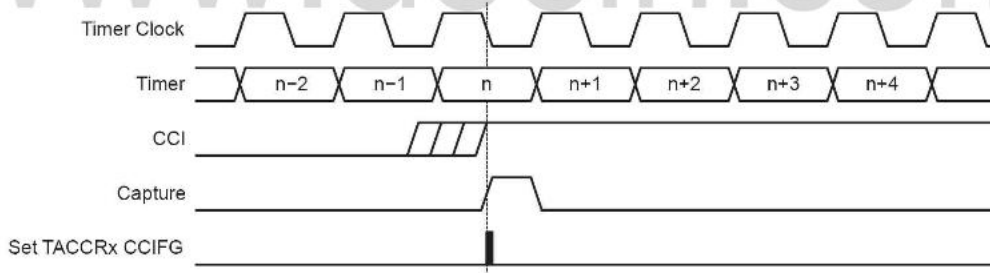 Timer Clock
Timer
n−2 n−1 n n+1 n+2 n+3 n+4
CCI
Capture
Set TACCRx CCIFG